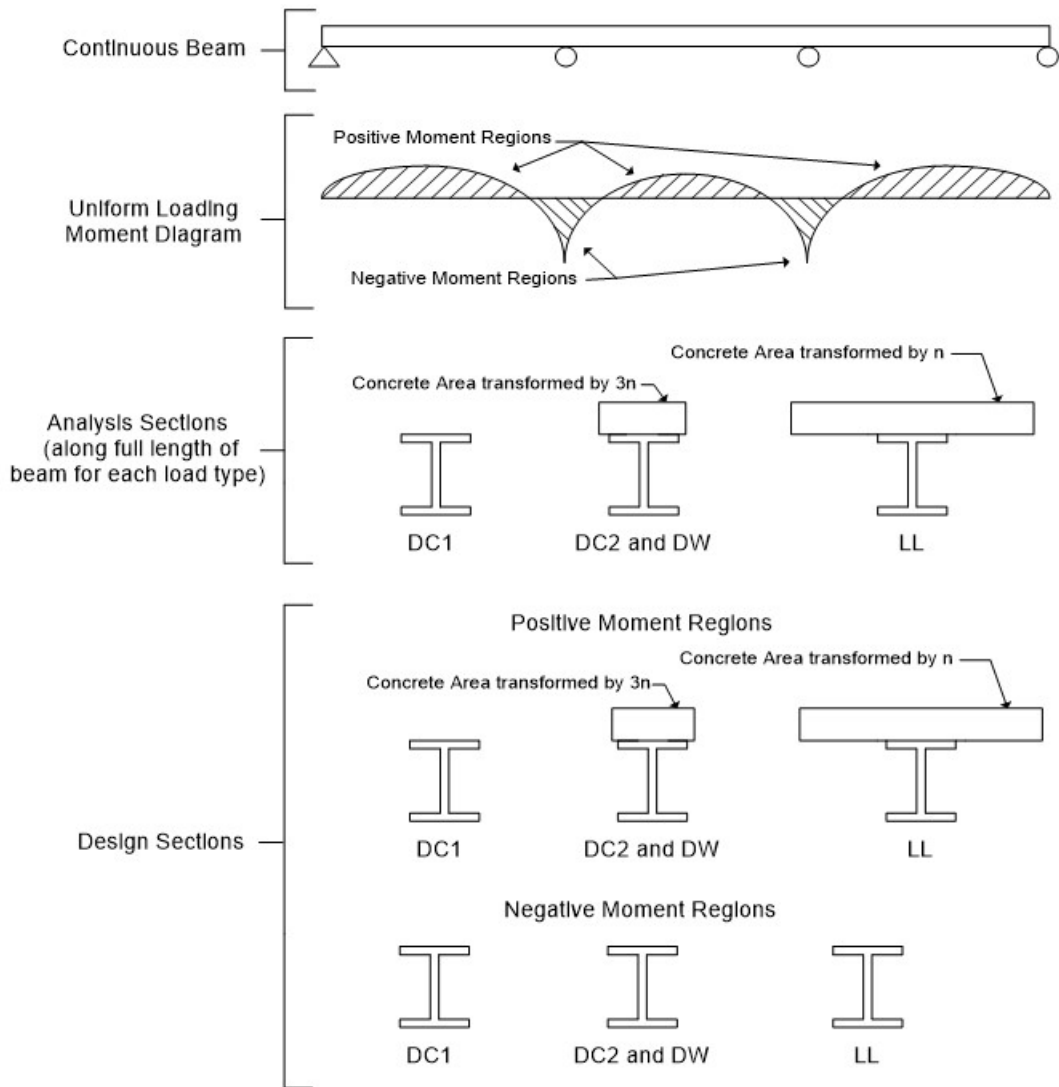 Continuous Beam
Positive Moment Regions
Uniform Loading
Moment Diagram
Negative Moment Regions
Concrete Area transformed by n
Concrete Area transformed by 3n
Analysis Sections
(along full length of
beam for each load type)
DC1
DC2 and DW
LL
Positive Moment Regions
Concrete Area transformed by n
Concrete Area transformed by 3n
Design Sections
DC1
DC2 and DW
LL
Negative Moment Regions
DC1
DC2 and DW
LL